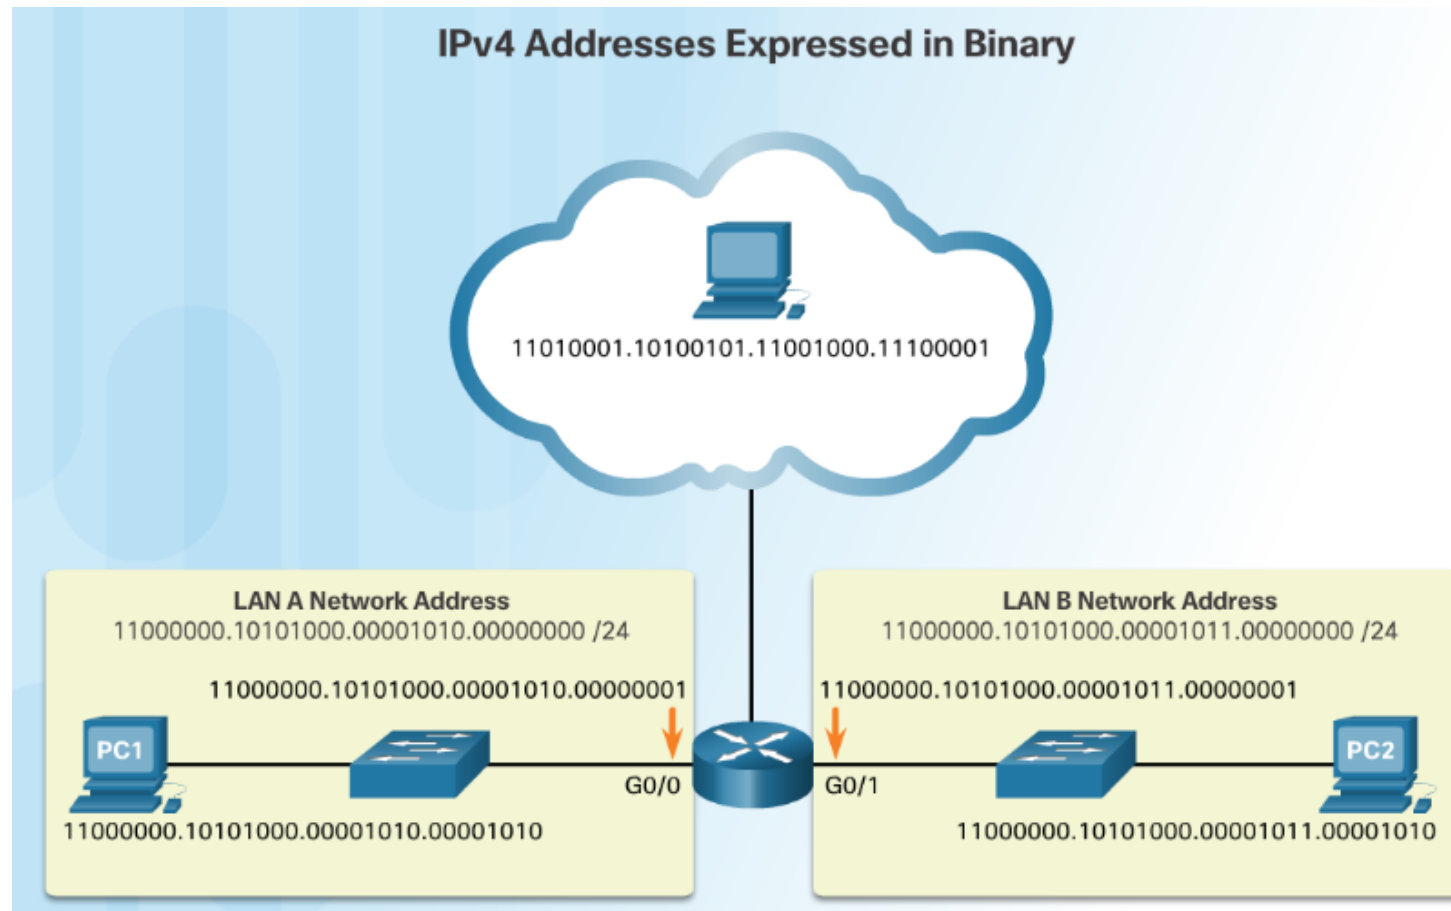 IPv4 Addresses Expressed in Binary
11010001.10100101.11001000.11100001
LAN A Network Address
11000000.10101000.00001010.00000000 /24
11000000.10101000.00001010.00000001
PC1
G0/0
11000000.10101000.00001010.00001010
LAN B Network Address
11000000.10101000.00001011.00000000 /24
11000000.10101000.00001011.00000001
G0/1
PC2
11000000.10101000.00001011.00001010